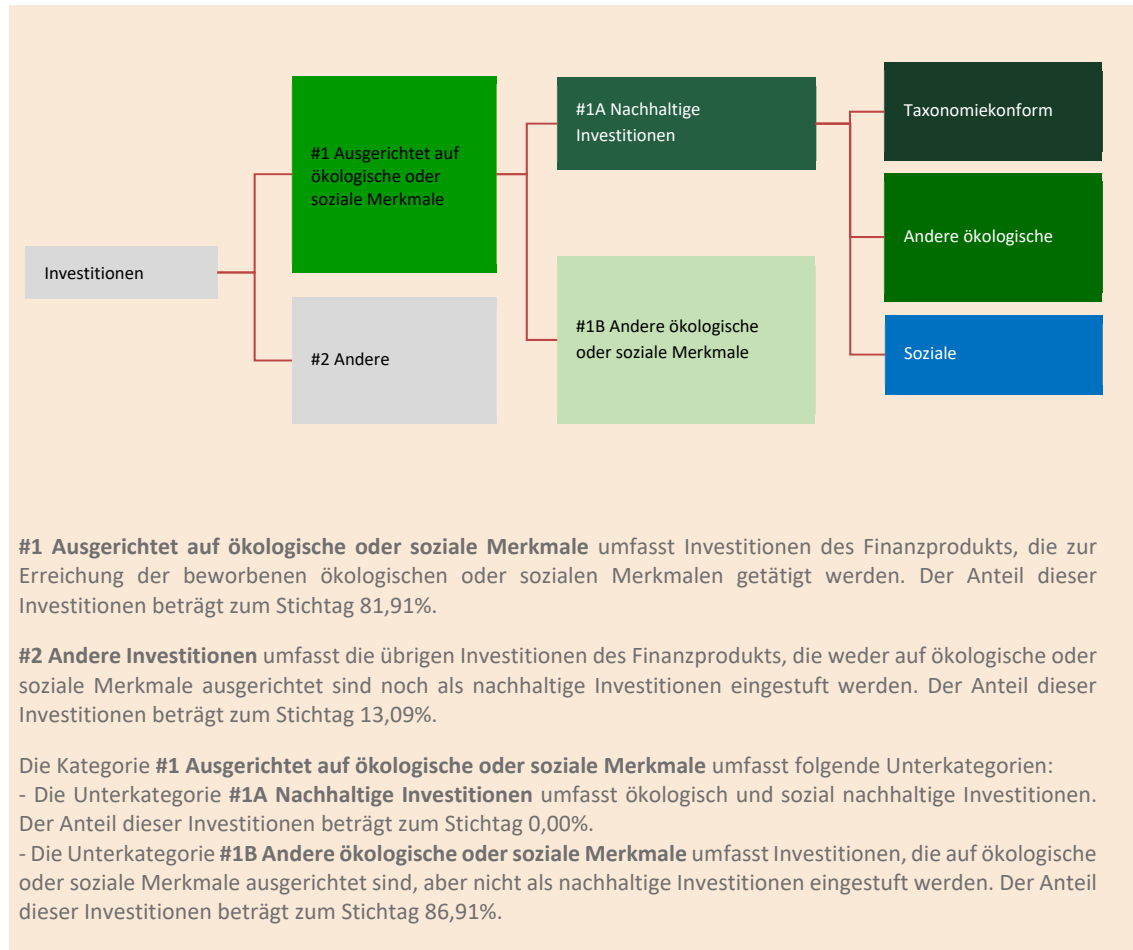 #1A Nachhaltige
Investitionen
Taxonomiekonform
#1 Ausgerichtet auf
ökologische oder
soziale Merkmale
Andere ökologische
Investitionen
#1B Andere ökologische
oder soziale Merkmale
#2 Andere
Soziale
#1 Ausgerichtet auf ökologische oder soziale Merkmale umfasst Investitionen des Finanzprodukts, die zur
Erreichung der beworbenen ökologischen oder sozialen Merkmalen getätigt werden. Der Anteil dieser
Investitionen beträgt zum Stichtag 81,91%.
#2 Andere Investitionen umfasst die übrigen Investitionen des Finanzprodukts, die weder auf ökologische oder
soziale Merkmale ausgerichtet sind noch als nachhaltige Investitionen eingestuft werden. Der Anteil dieser
Investitionen beträgt zum Stichtag 13,09%.
Die Kategorie #1 Ausgerichtet auf ökologische oder soziale Merkmale umfasst folgende Unterkategorien:
- Die Unterkategorie #1A Nachhaltige Investitionen umfasst ökologisch und sozial nachhaltige Investitionen.
Der Anteil dieser Investitionen beträgt zum Stichtag 0,00%.
- Die Unterkategorie #1B Andere ökologische oder soziale Merkmale umfasst Investitionen, die auf ökologische
oder soziale Merkmale ausgerichtet sind, aber nicht als nachhaltige Investitionen eingestuft werden. Der Anteil
dieser Investitionen beträgt zum Stichtag 86,91%.